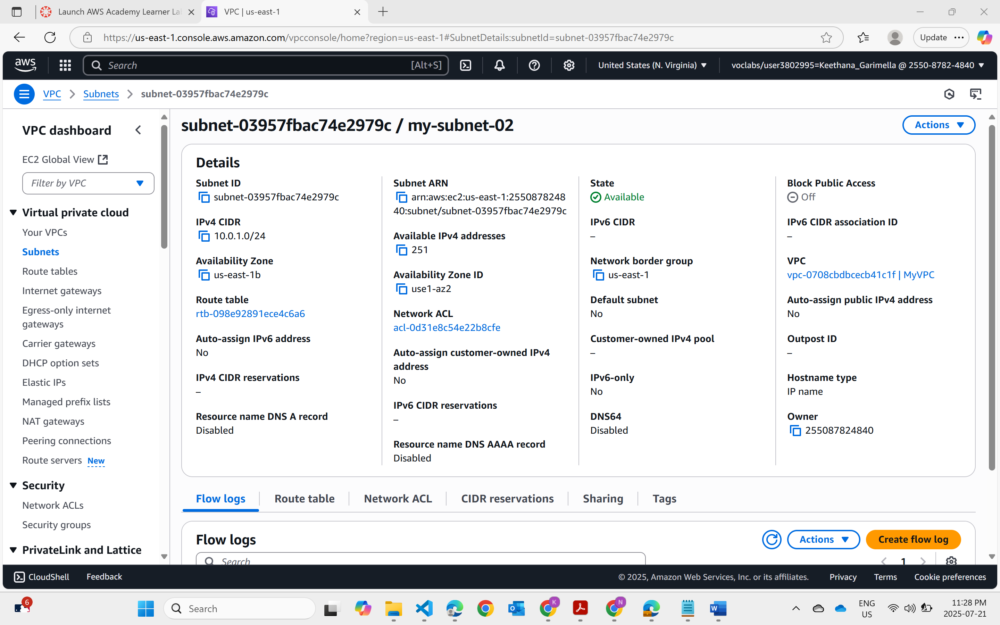 Launch AWS Academy Learner La
VPC | us-east-1
https://us-east-1.console.aws.amazon.com/vpcconsole/home?region=us-east-1#SubnetDetails:subnetId=subnet-03957fbac74e2979c
Update
aws
Search
[Alt+S]
United States (N. Virginia)
voclabs/user3802995=Keethana_Garimella @ 2550-8782-4840
VPC
Subnets
subnet-03957fbac74e2979c
VPC dashboard
EC2 Global View
Filter by VPC
Virtual private cloud
Your VPCs
Subnets
Route tables
Internet gateways
Egress-only internet
gateways
Carrier gateways
DHCP option sets
Elastic IPs
Managed prefix lists
NAT gateways
Peering connections
Route servers New
Security
Network ACLs
Security groups
PrivateLink and Lattice
subnet-03957fbac74e2979c / my-subnet-02
Actions
Details
Subnet ID
subnet-03957fbac74e2979c
IPv4 CIDR
10.0.1.0/24
Availability Zone
us-east-1b
Route table
rtb-098e92891ece4c6a6
Auto-assign IPv6 address
No
IPv4 CIDR reservations
–
Resource name DNS A record
Disabled
Subnet ARN
arn:aws:ec2:us-east-1:2550878248
40:subnet/subnet-03957fbac74e2979c
Available IPv4 addresses
251
Availability Zone ID
use1-az2
Network ACL
acl-0d31e8c54e22b8cfe
Auto-assign customer-owned IPv4
address
No
IPv6 CIDR reservations
–
Resource name DNS AAAA record
Disabled
State
Available
IPv6 CIDR
–
Network border group
us-east-1
Default subnet
No
Customer-owned IPv4 pool
–
IPv6-only
No
DNS64
Disabled
Block Public Access
Off
IPv6 CIDR association ID
–
VPC
vpc-0708cbdbcecb41c1f | MyVPC
Auto-assign public IPv4 address
No
Outpost ID
–
Hostname type
IP name
Owner
255087824840
Flow logs
Route table
Network ACL
CIDR reservations
Sharing
Tags
Flow logs
Actions
Create flow log
Search
1
CloudShell
Feedback
© 2025, Amazon Web Services, Inc. or its affiliates.
Privacy
Terms
Cookie preferences
6
Search
K
N
ENG
US
11:28 PM
2025-07-21